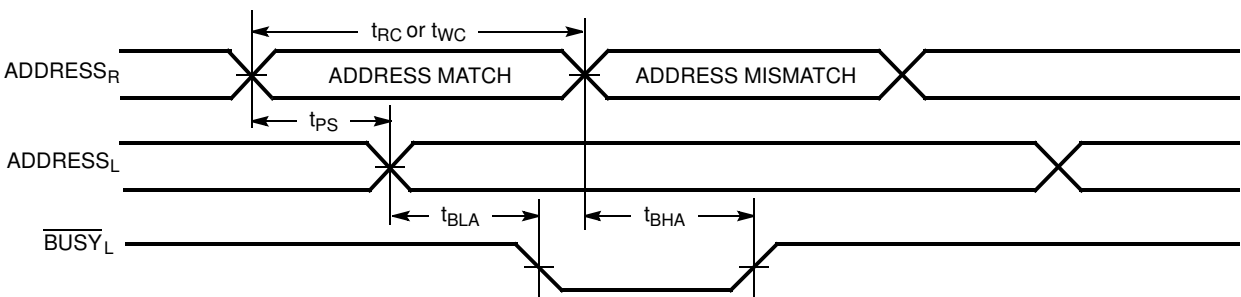 tRC or tWC
ADDRESSR ADDRESS MATCH ADDRESS MISMATCH
tPS
ADDRESSL
tBLA tBHA
BUSYL